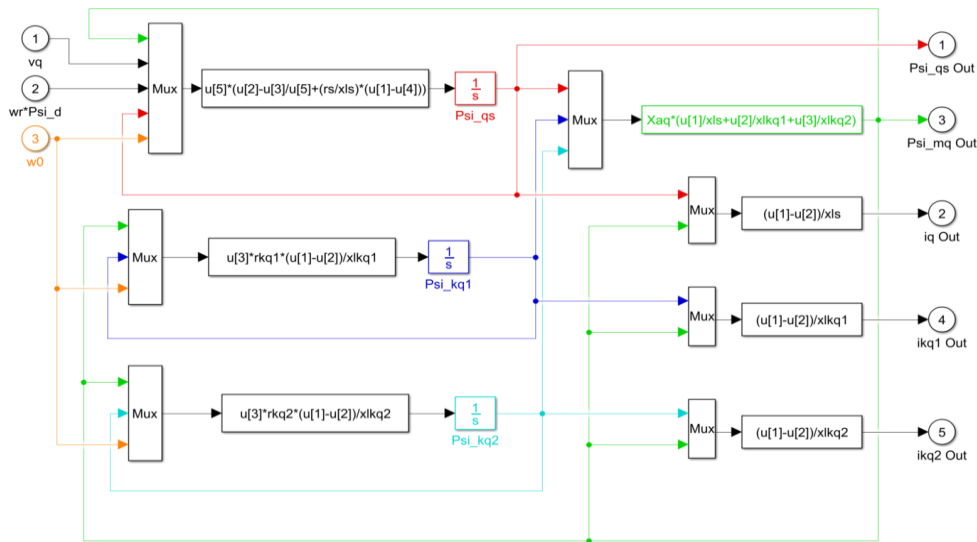 1
vq
2
wr*Psi_d
3
w0
Mux
u[5]*(u[2]-u[3]/u[5]+(rs/xls)*(u[1]-u[4]))
1
s
Psi_qs
Mux
Xaq*(u[1]/xls+u[2]/xlkq1+u[3]/xlkq2)
1
Psi_qs Out
3
Psi_mq Out
Mux
(u[1]-u[2])/xls
2
iq Out
Mux
u[3]*rkq1*(u[1]-u[2])/xlkq1
1
s
Psi_kq1
Mux
(u[1]-u[2])/xlkq1
4
ikq1 Out
Mux
u[3]*rkq2*(u[1]-u[2])/xlkq2
1
s
Psi_kq2
Mux
(u[1]-u[2])/xlkq2
5
ikq2 Out